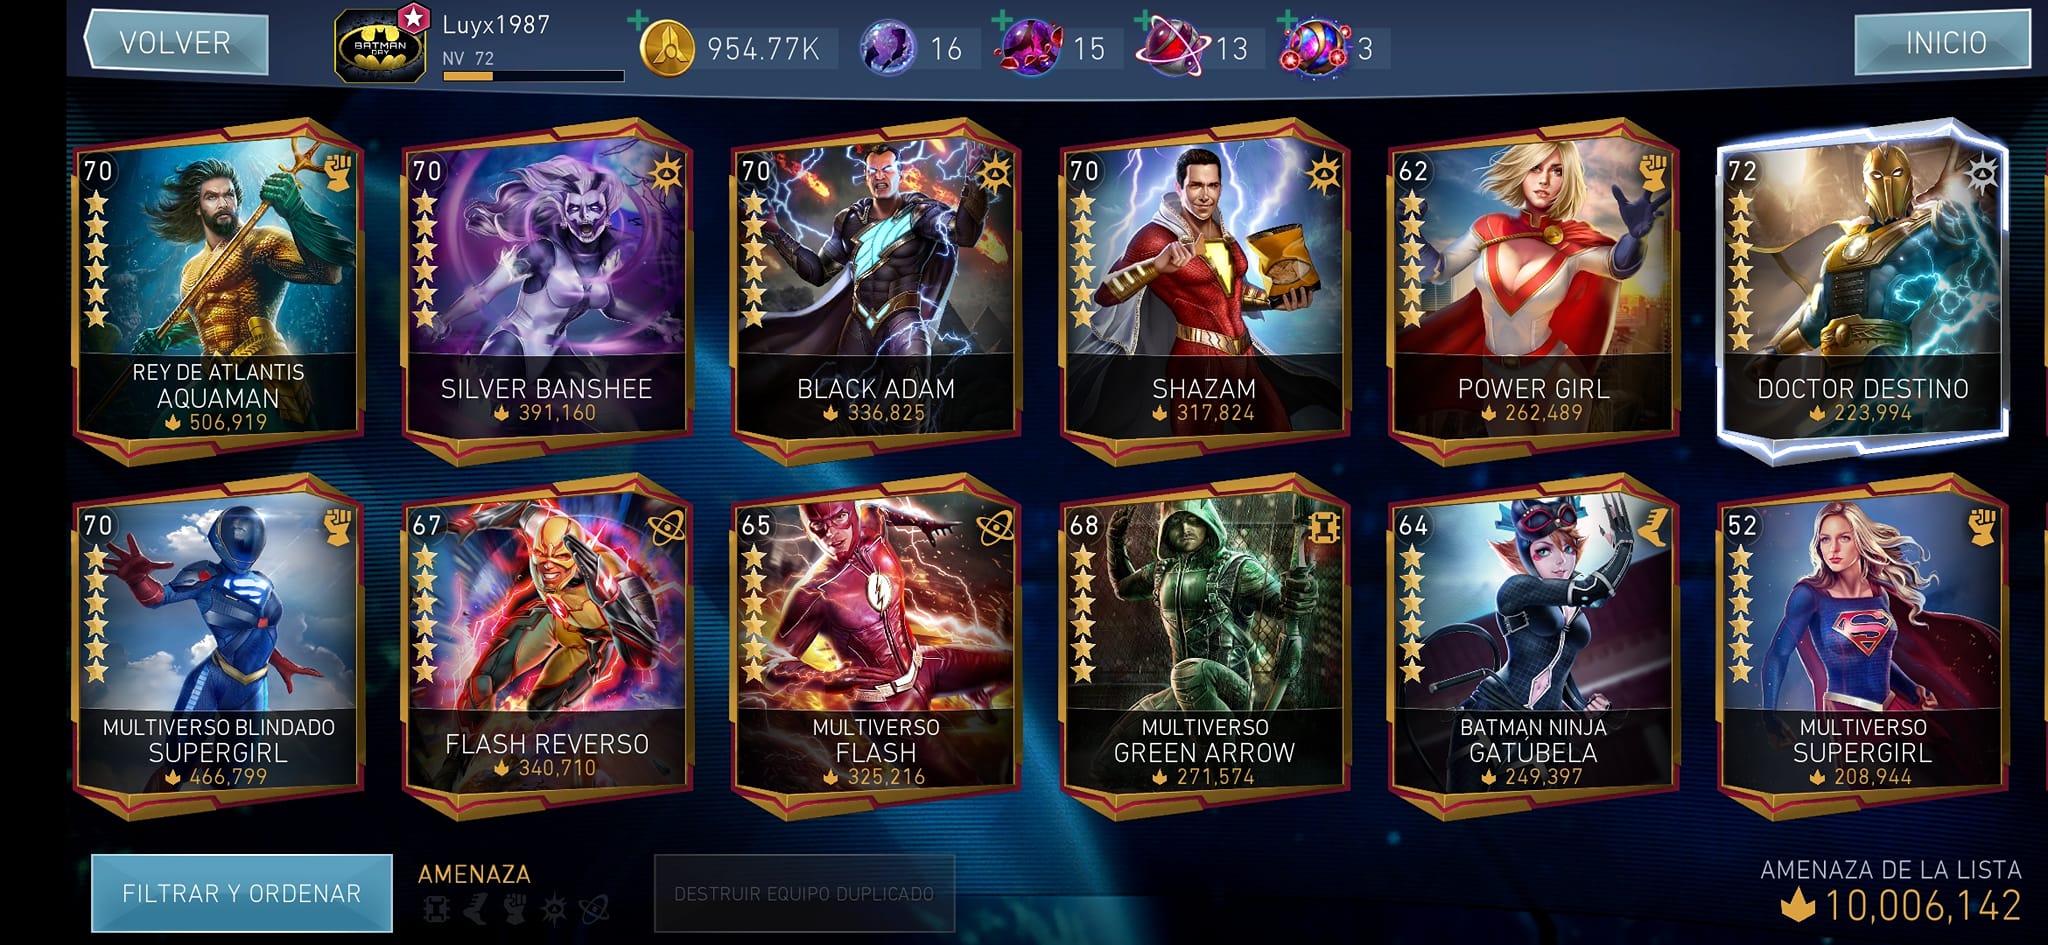 VOLVER
BATMAN
DAY
Luyx1987
NV 72
954.77K
16
15
13
3
INICIO
70
REY DE ATLANTIS
AQUAMAN
506,919
70
SILVER BANSHEE
391,160
70
BLACK ADAM
336,825
70
SHAZAM
317,824
62
POWER GIRL
262,489
72
DOCTOR DESTINO
223,994
70
MULTIVERSO BLINDADO
SUPERGIRL
466,799
67
FLASH REVERSO
340,710
65
MULTIVERSO
FLASH
325,216
68
MULTIVERSO
GREEN ARROW
271,574
64
BATMAN NINJA
GATÚBELA
249,397
52
MULTIVERSO
SUPERGIRL
208,944
FILTRAR Y ORDENAR
AMENAZA
DESTRUIR EQUIPO DUPLICADO
AMENAZA DE LA LISTA
10,006,142